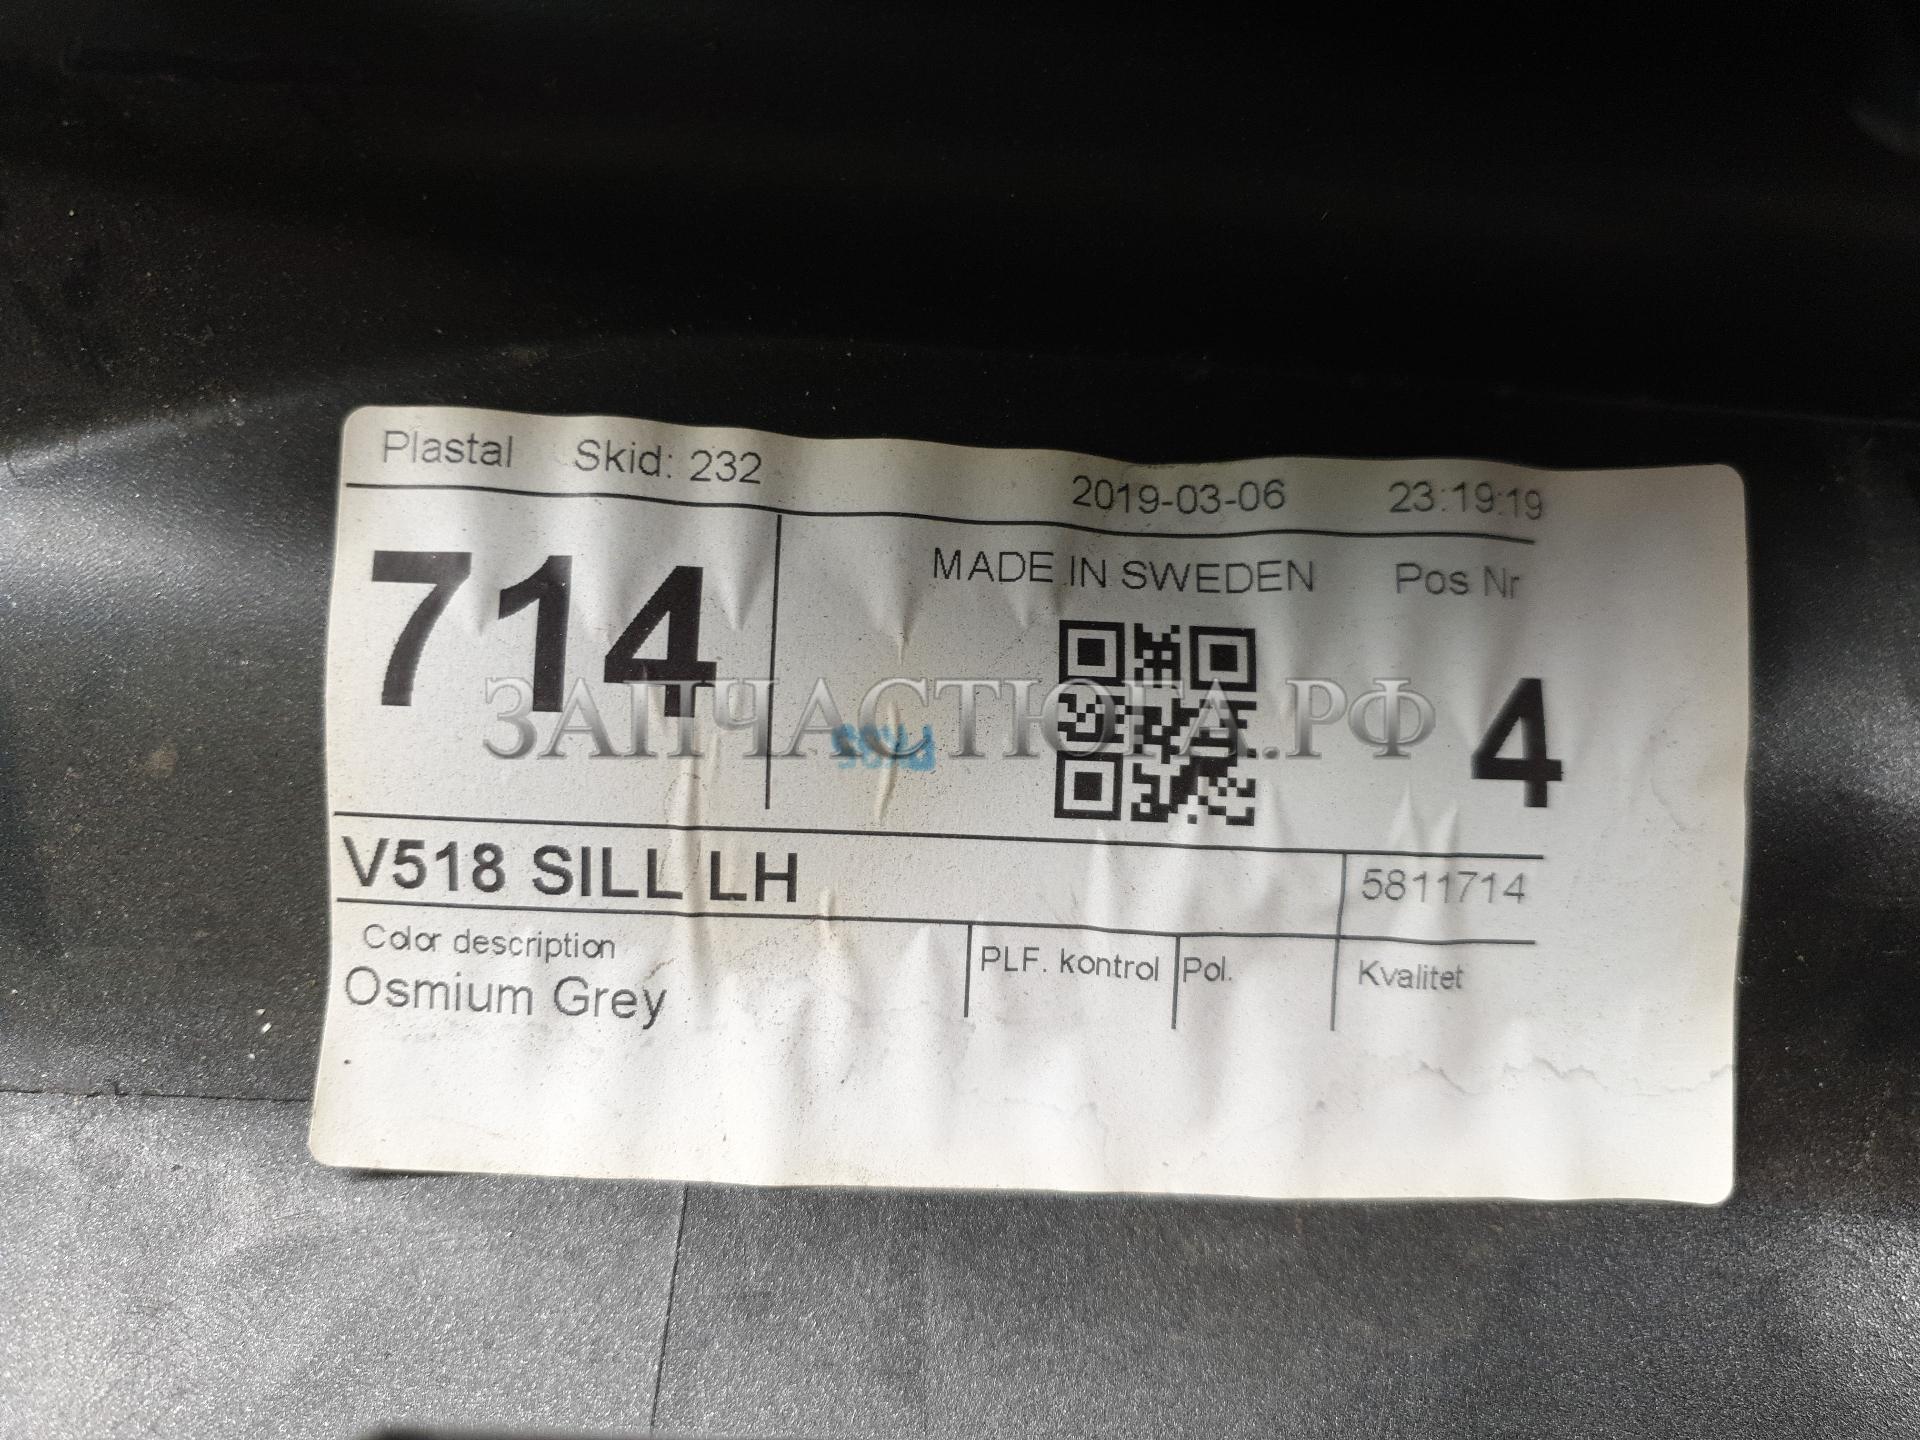 Plastal Skid: 232 2019-03-06 23:19:19
714 MADE IN SWEDEN Pos Nr
ЗАПЧАСТЮГА.РФ 4
V518 SILL LH 5811714
Color description PLF. kontrol Pol. Kvalitet
Osmium Grey